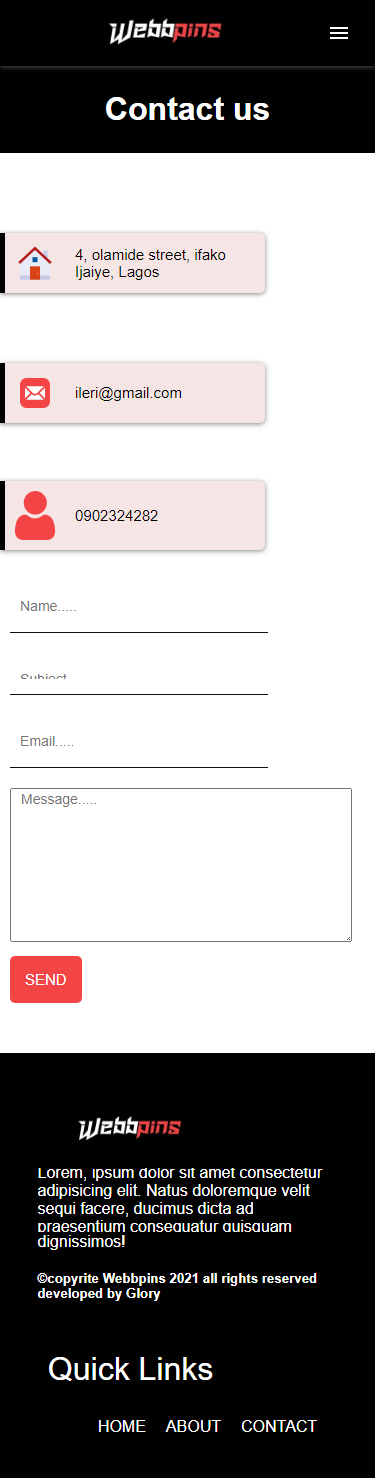 Webbpins
Contact us
4, olamide street, ifako
Ijaiye, Lagos
ileri@gmail.com
0902324282
Name.....
Subject
Email.....
Message.....
SEND
Webbpins
Lorem, ipsum dolor sit amet consectetur
adipisicing elit. Natus doloremque velit
sequi facere, ducimus dicta ad
praesentium consequatur quisquam
dignissimos!
©copyrite Webbpins 2021 all rights reserved
developed by Glory
Quick Links
HOME ABOUT CONTACT